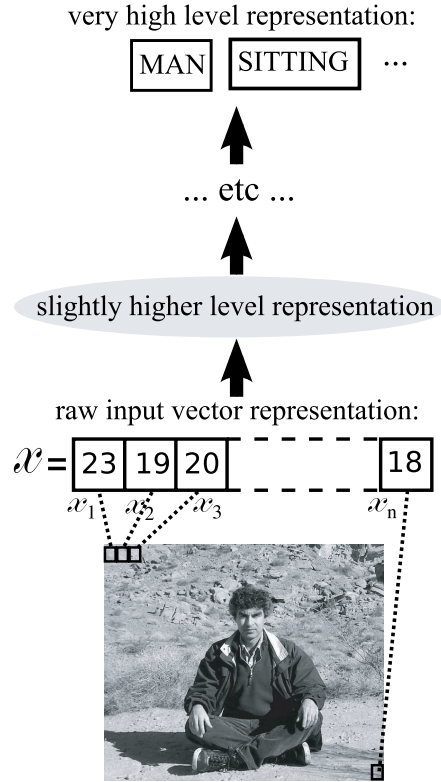 very high level representation:
MAN SITTING ...
... etc ...
slightly higher level representation
raw input vector representation:
x = 23 19 20 18
x1 x2 x3 xn